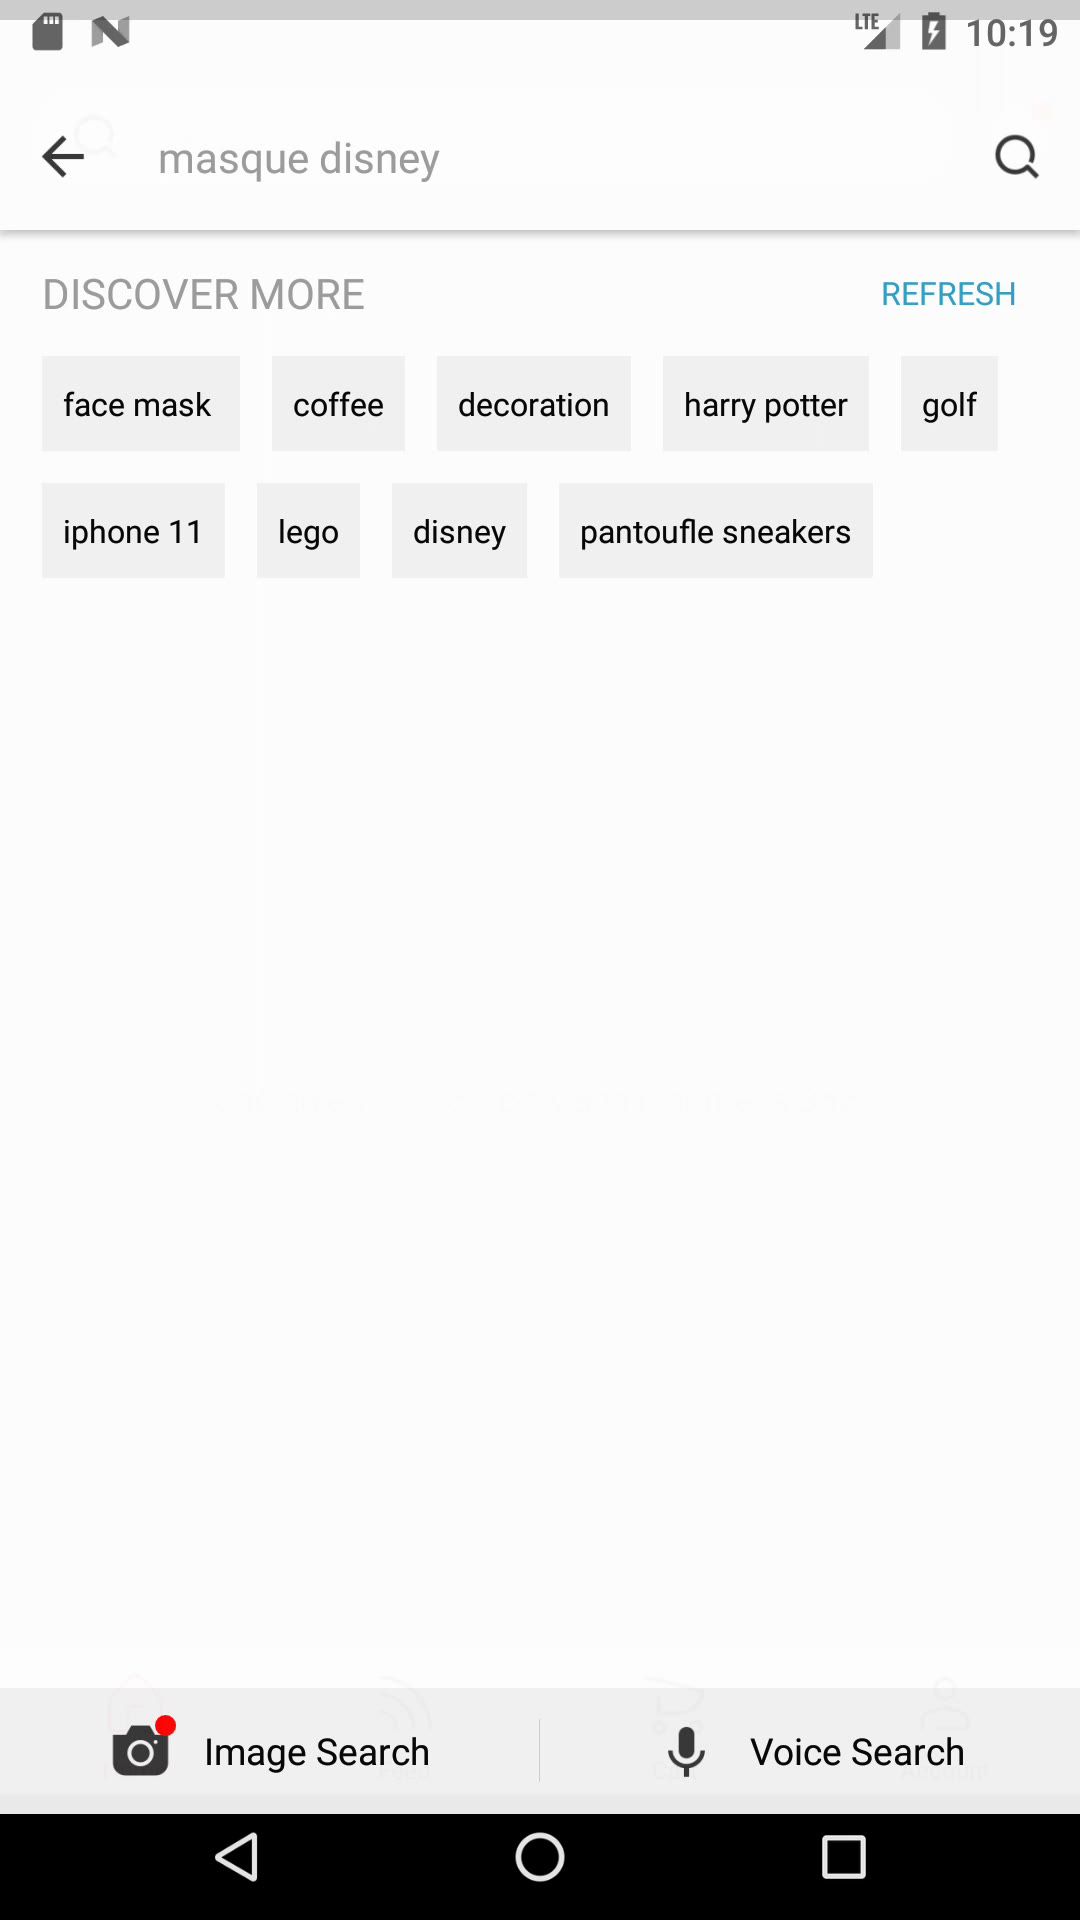 LTE 10:19
masque disney
DISCOVER MORE REFRESH
face mask coffee decoration harry potter golf
iphone 11 lego disney pantoufle sneakers
Image Search Voice Search